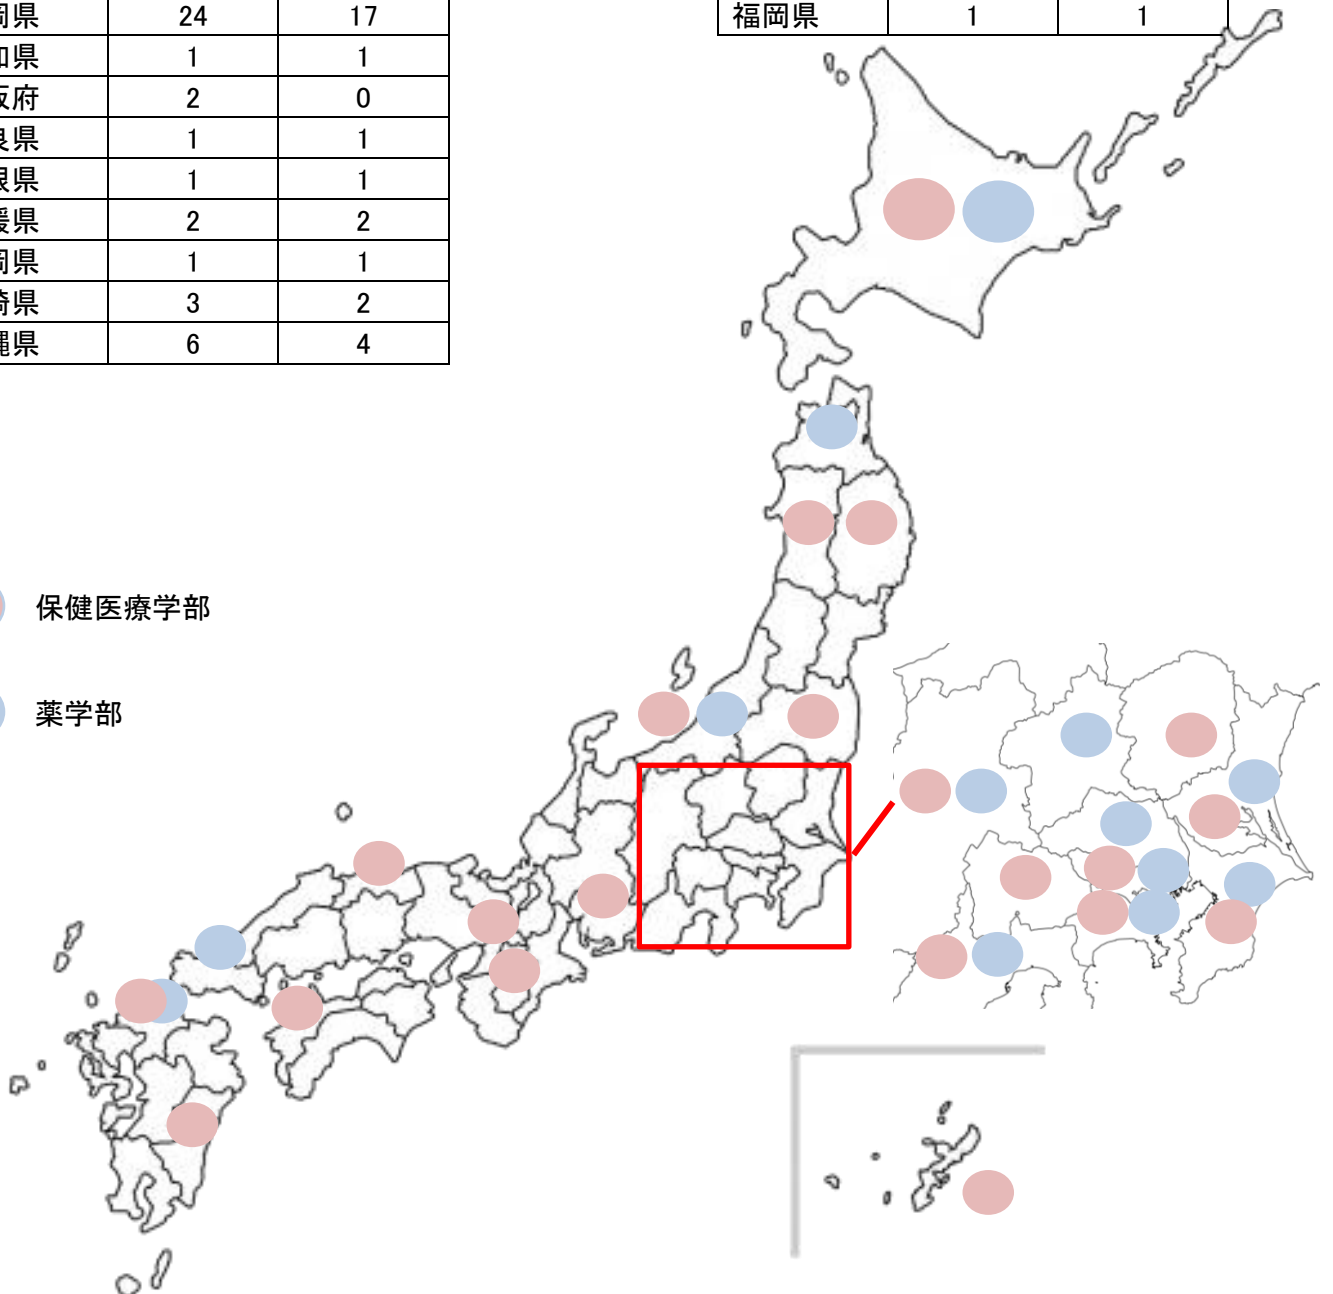 岡県 24 17
知県 1 1
阪府 2 0
良県 1 1
根県 1 1
媛県 2 2
岡県 1 1
崎県 3 2
縄県 6 4
福岡県 1 1
保健医療学部
薬学部